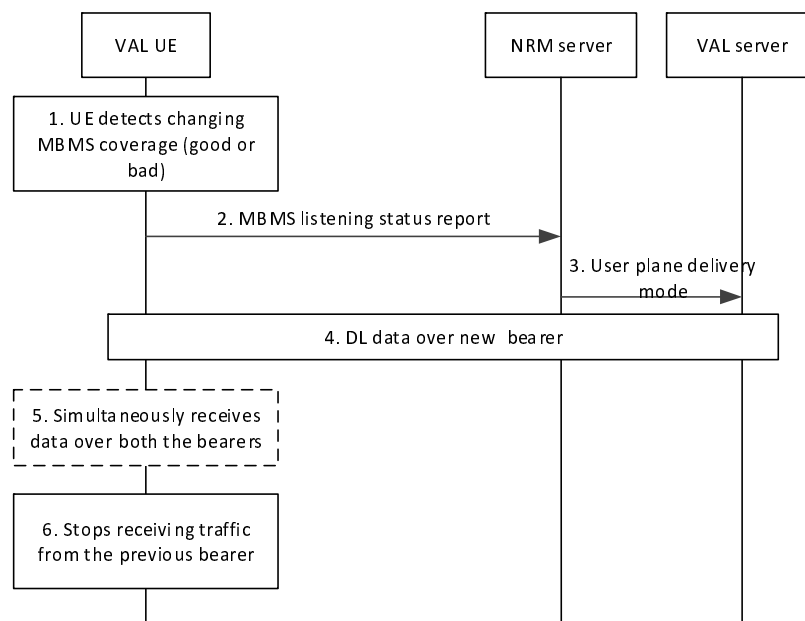 VAL UE
NRM server
VAL server
1. UE detects changing
MBMS coverage (good or
bad)
2. MBMS listening status report
3. User plane delivery
mode
4. DL data over new bearer
5. Simultaneously receives
data over both the bearers
6. Stops receiving traffic
from the previous bearer